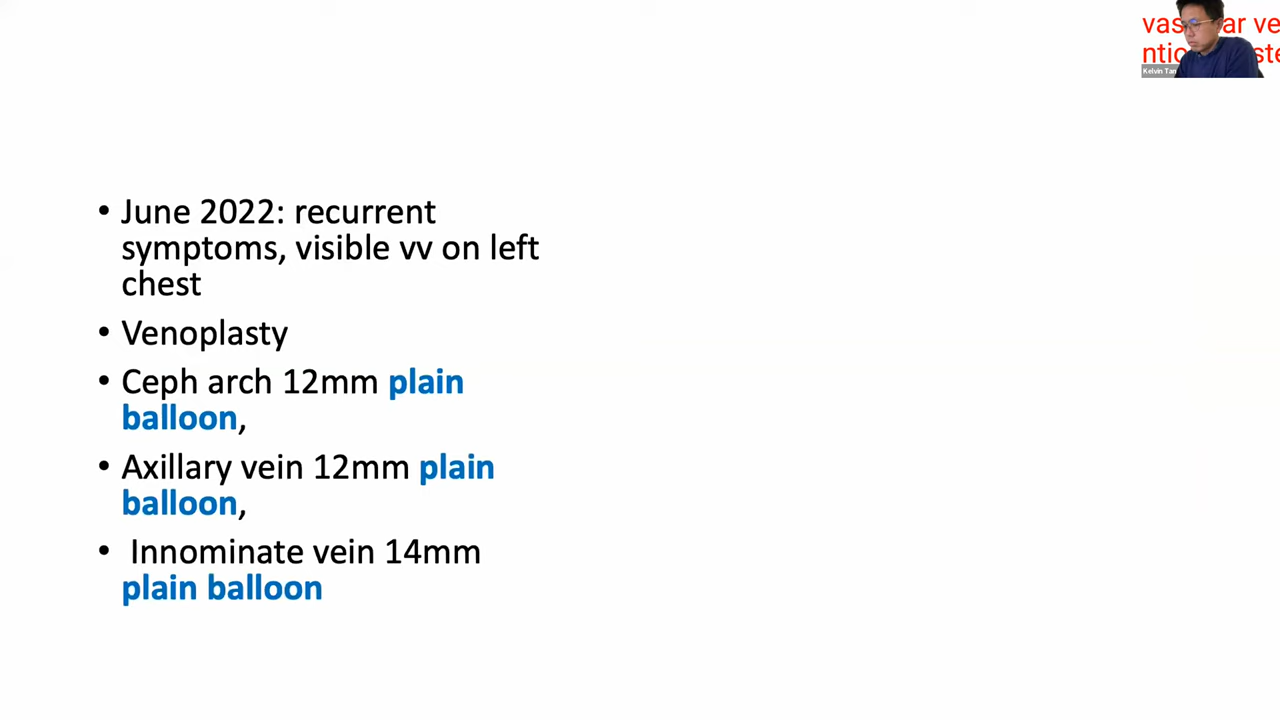 • June 2022: recurrent
symptoms, visible vv on left
chest
• Venoplasty
• Ceph arch 12mm plain
balloon,
• Axillary vein 12mm plain
balloon,
• Innominate vein 14mm
plain balloon
Kelvin